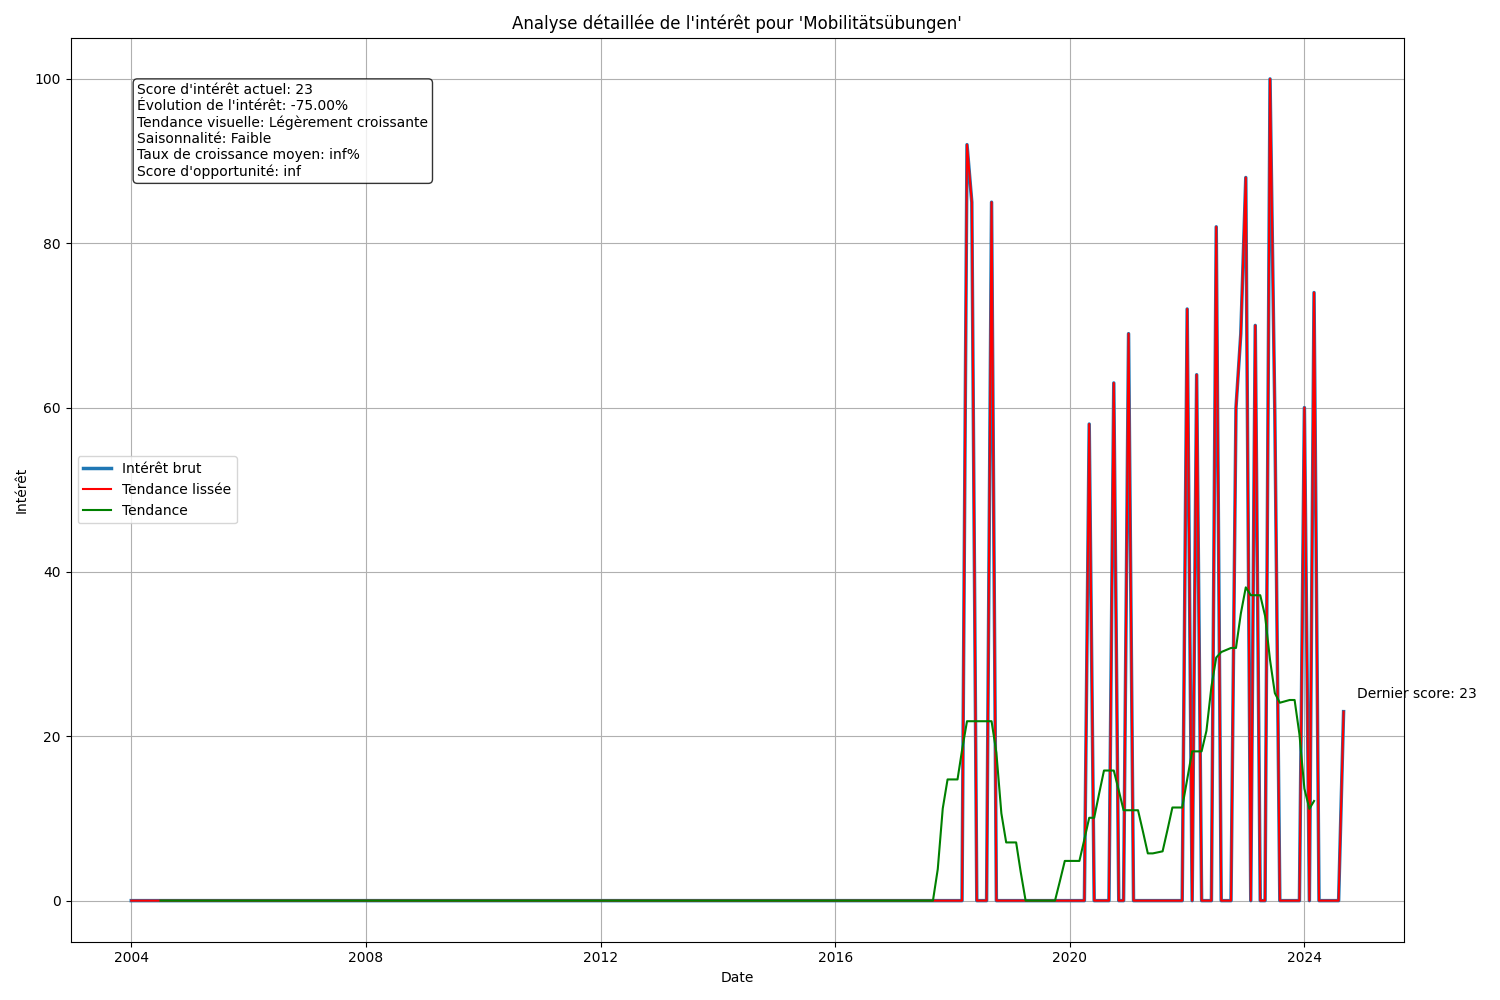 Analyse détaillée de l'intérêt pour 'Mobilitätsübungen'
100
80
60
40
20
0
Intérêt
Score d'intérêt actuel: 23
Évolution de l'intérêt: -75.00%
Tendance visuelle: Légèrement croissante
Saisonnalité: Faible
Taux de croissance moyen: inf%
Score d'opportunité: inf
Intérêt brut
Tendance lissée
Tendance
Dernier score: 23
2004
2008
2012
2016
2020
2024
Date